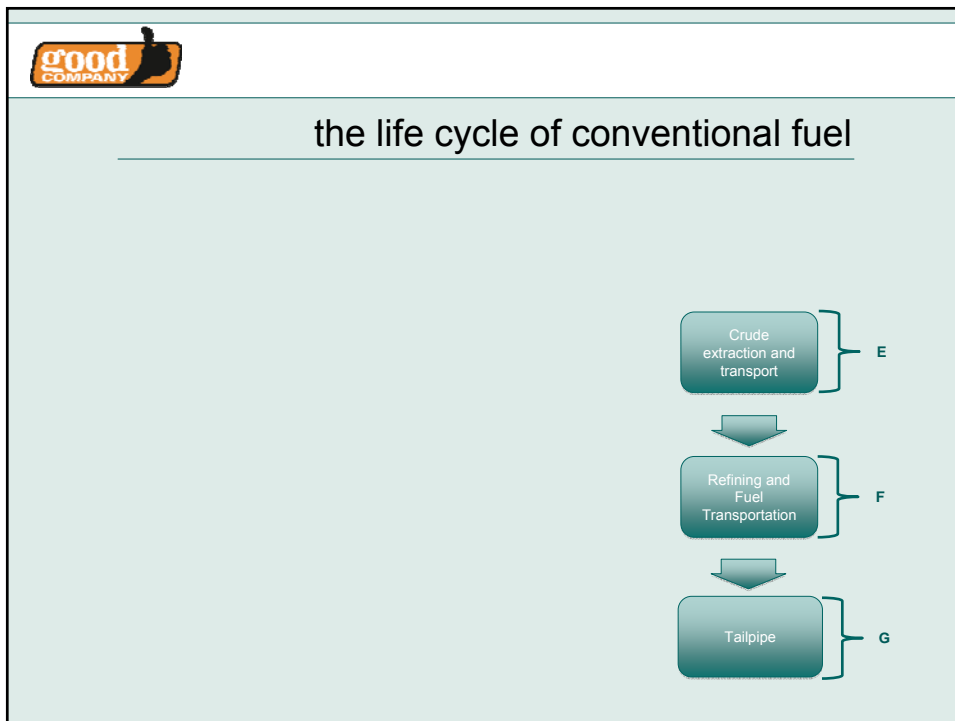 good
COMPANY
the life cycle of conventional fuel
Crude
extraction and
transport
E
Refining and
Fuel
Transportation
F
Tailpipe
G